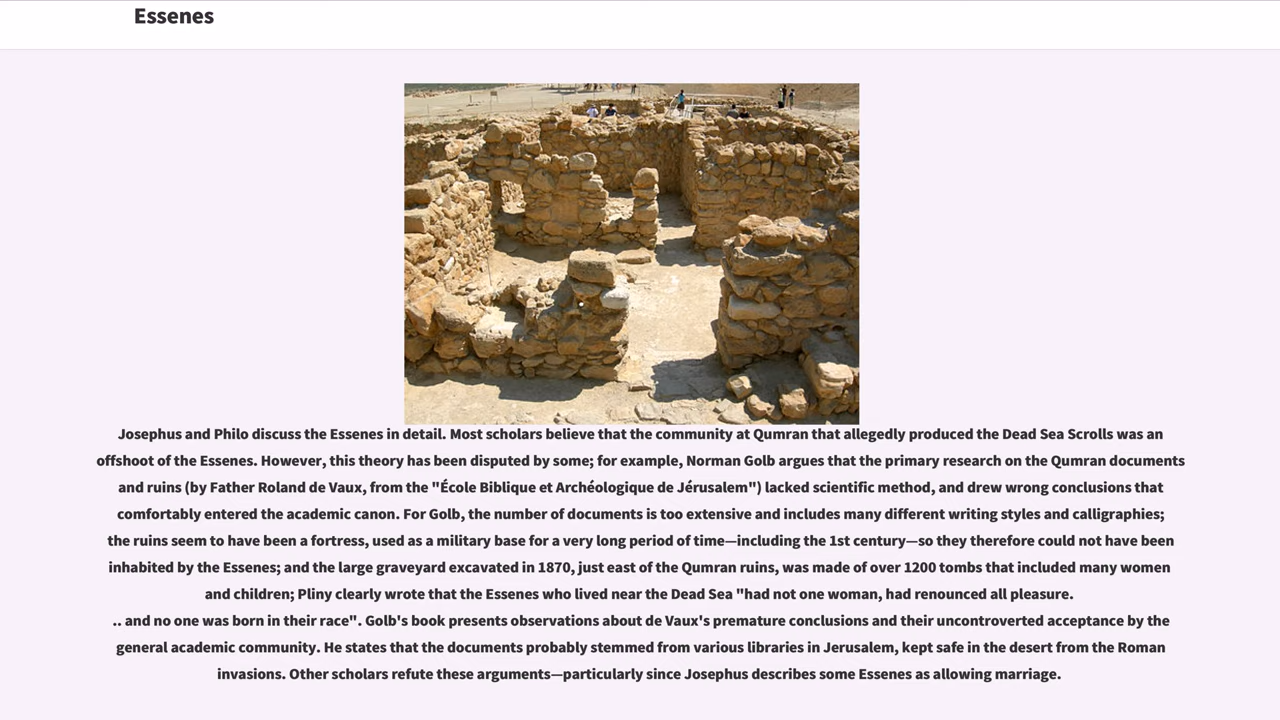 Essenes
Josephus and Philo discuss the Essenes in detail. Most scholars believe that the community at Qumran that allegedly produced the Dead Sea Scrolls was an
offshoot of the Essenes. However, this theory has been disputed by some; for example, Norman Golb argues that the primary research on the Qumran documents
and ruins (by Father Roland de Vaux, from the "École Biblique et Archéologique de Jérusalem") lacked scientific method, and drew wrong conclusions that
comfortably entered the academic canon. For Golb, the number of documents is too extensive and includes many different writing styles and calligraphies;
the ruins seem to have been a fortress, used as a military base for a very long period of time—including the 1st century—so they therefore could not have been
inhabited by the Essenes; and the large graveyard excavated in 1870, just east of the Qumran ruins, was made of over 1200 tombs that included many women
and children; Pliny clearly wrote that the Essenes who lived near the Dead Sea "had not one woman, had renounced all pleasure.
.. and no one was born in their race". Golb's book presents observations about de Vaux's premature conclusions and their uncontroverted acceptance by the
general academic community. He states that the documents probably stemmed from various libraries in Jerusalem, kept safe in the desert from the Roman
invasions. Other scholars refute these arguments—particularly since Josephus describes some Essenes as allowing marriage.